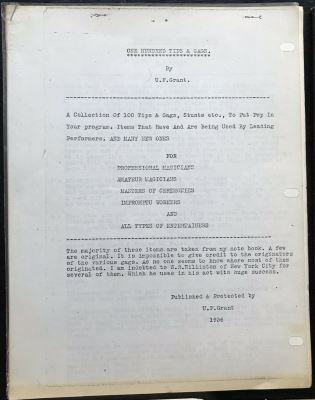 ONE HUNDRED TIPS & GAGS.
By
U.F.Grant.
A Collection Of 100 Tips & Gags, Stunts etc., To Put Pep In
Your program. Items That Have And Are Being Used By Leading
Performers. AND MANY NEW ONES
FOR
PROFESSIONAL MAGICIANS
AMATEUR MAGICIANS
MASTERS OF CEREMONIES
IMPROMPTU WORKERS
AND
ALL TYPES OF ENTERTAINERS
The majority of these items are taken from my note book. A few
are original. It is impossible to give credit to the originators
of the various gags. As no one seems to know where most of them
originated. I am indebted to of New York City for
several of them. Which he uses in his act with huge success.
Published & Protected by
U.F.Grant
1936